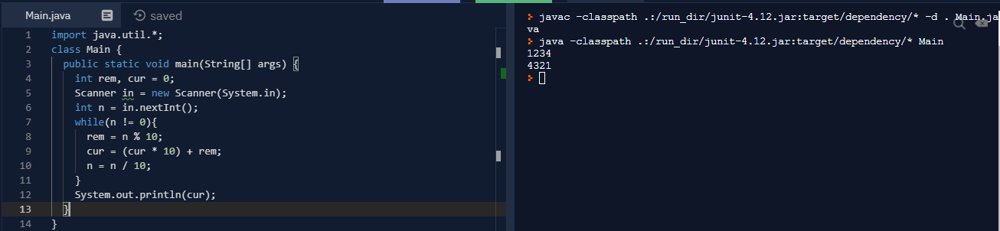 Main.java
saved
1 import java.util.*;
2 class Main {
3 public static void main(String[] args) {
4 int rem, cur = 0;
5 Scanner in = new Scanner(System.in);
6 int n = in.nextInt();
7 while(n != 0){
8 rem = n % 10;
9 cur = (cur * 10) + rem;
10 n = n / 10;
11 }
12 System.out.println(cur);
13 }
14 }
javac -classpath .:/run_dir/junit-4.12.jar:target/dependency/* -d . Main.ja
va
java -classpath .:/run_dir/junit-4.12.jar:target/dependency/* Main
1234
4321